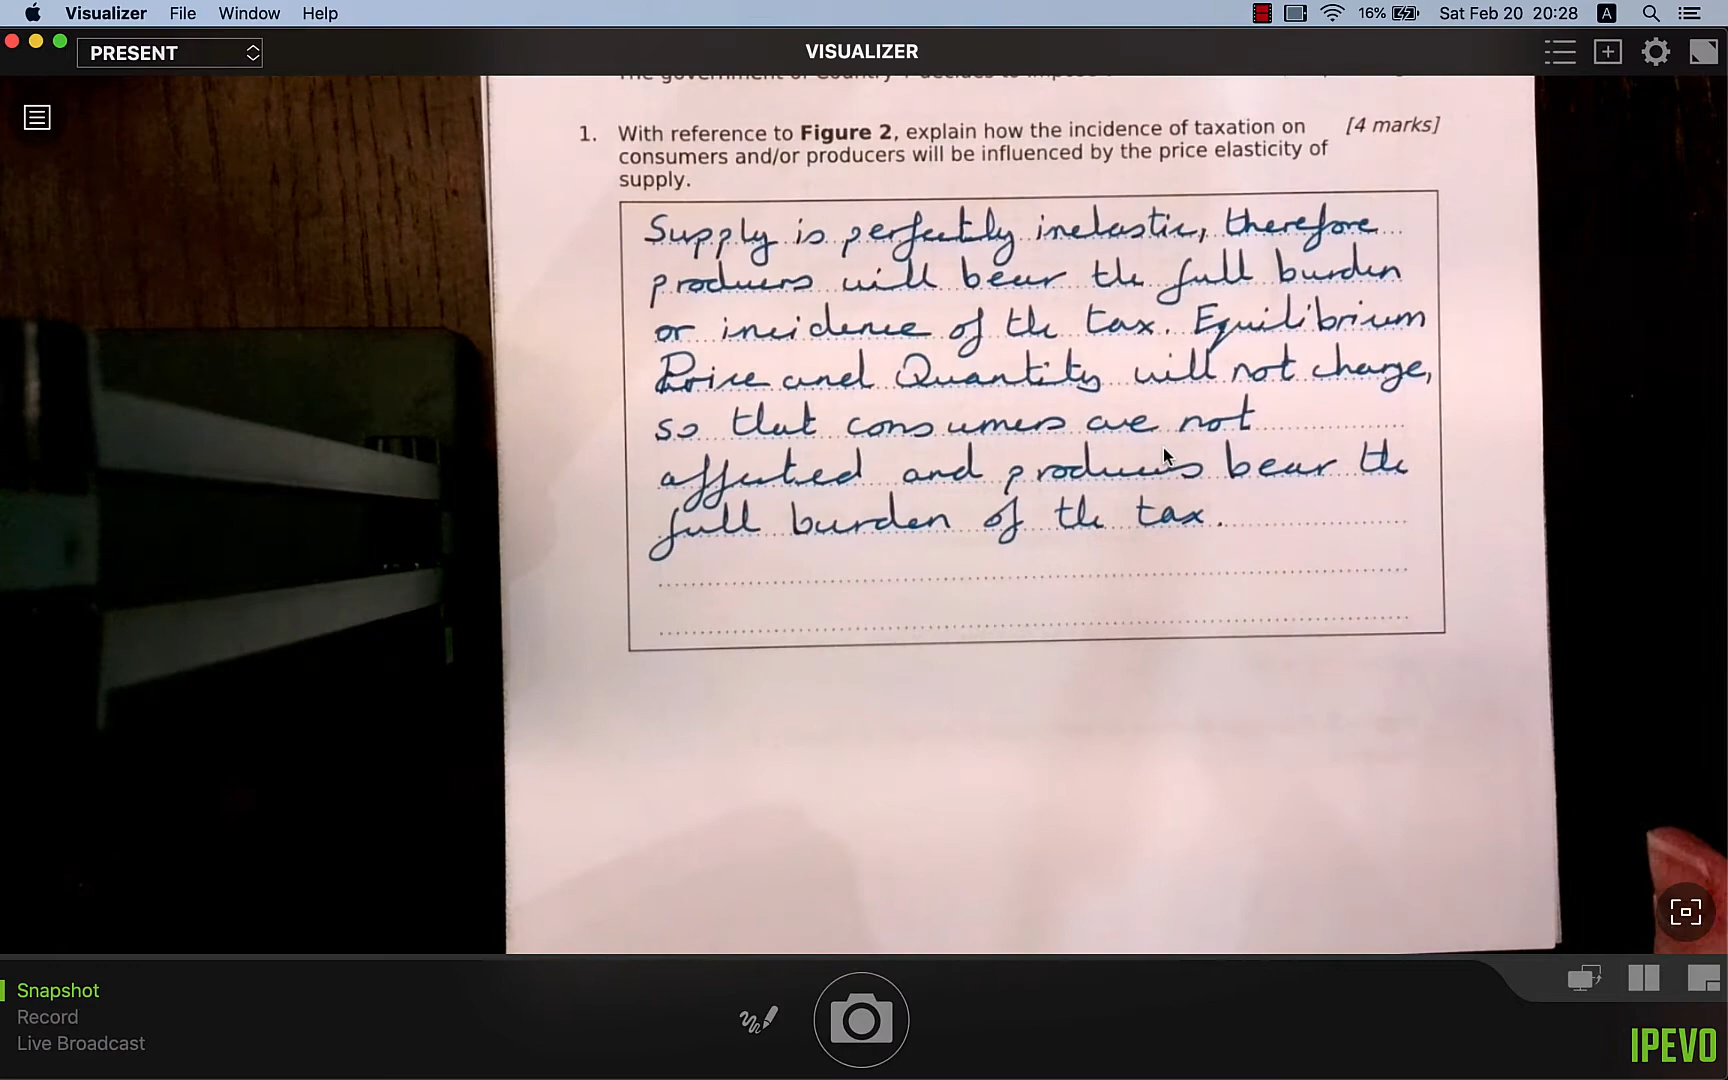 Visualizer File Window Help 16% Sat Feb 20 20:28 A
PRESENT VISUALIZER
1. With reference to Figure 2, explain how the incidence of taxation on [4 marks]
consumers and/or producers will be influenced by the price elasticity of
supply.
Supply is perfectly inelastic, therefore
producers will bear the full burden
or incidence of the tax. Equilibrium
Price and Quantity will not change,
so that consumers are not
affected and producers bear the
full burden of the tax.
Snapshot
Record
Live Broadcast
IPEVO